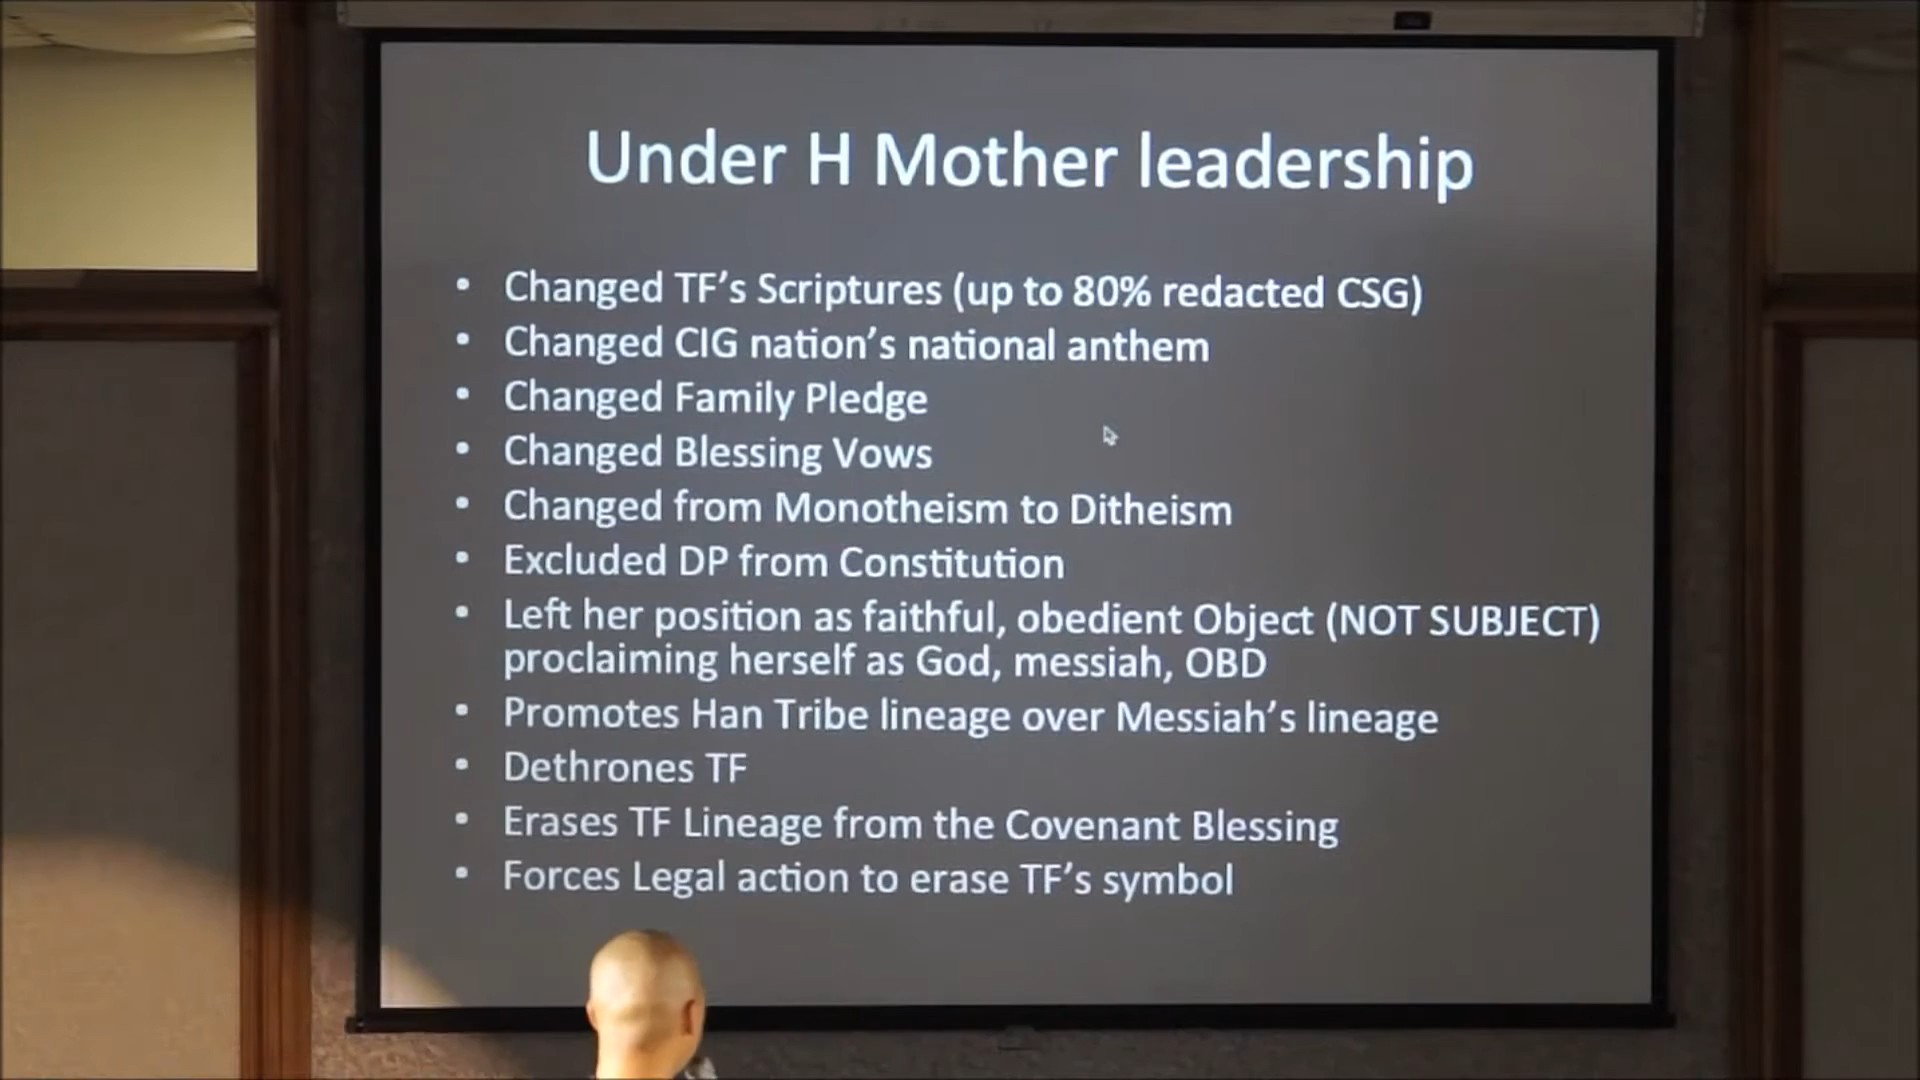 Under H Mother leadership
• Changed TF's Scriptures (up to 80% redacted CSG)
• Changed CIG nation's national anthem
• Changed Family Pledge
• Changed Blessing Vows
• Changed from Monotheism to Ditheism
• Excluded DP from Constitution
• Left her position as faithful, obedient Object (NOT SUBJECT)
proclaiming herself as God, messiah, OBD
• Promotes Han Tribe lineage over Messiah's lineage
• Dethrones TF
• Erases TF Lineage from the Covenant Blessing
• Forces Legal action to erase TF's symbol